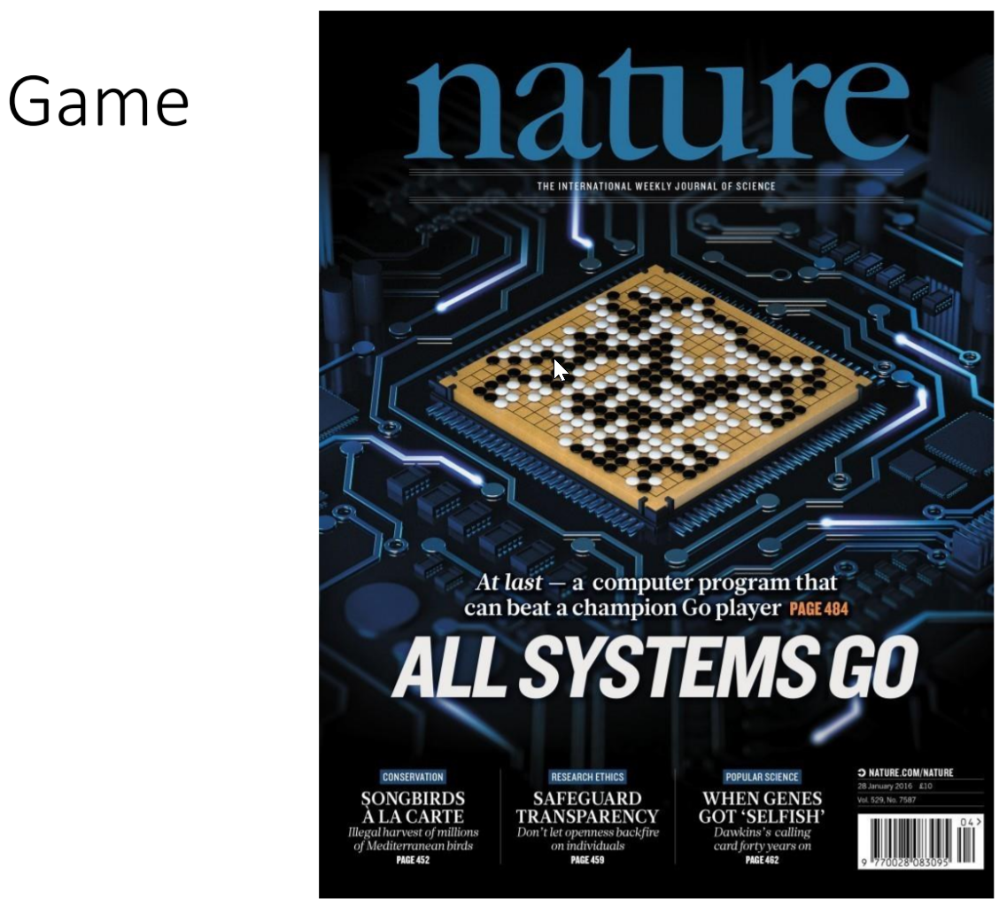 Game
nature
THE INTERNATIONAL WEEKLY JOURNAL OF SCIENCE
At last — a computer program that
can beat a champion Go player PAGE 484
ALL SYSTEMS GO
CONSERVATION
SONGBIRDS
À LA CARTE
Illegal harvest of millions
of Mediterranean birds
PAGE 452
RESEARCH ETHICS
SAFEGUARD
TRANSPARENCY
Don't let openness backfire
on individuals
PAGE 459
POPULAR SCIENCE
WHEN GENES
GOT ‘SELFISH’
Dawkins's calling
card forty years on
PAGE 462
NATURE.COM/NATURE
28 January 2016 £10
Vol. 529, No. 7587
04
9 770028 083095